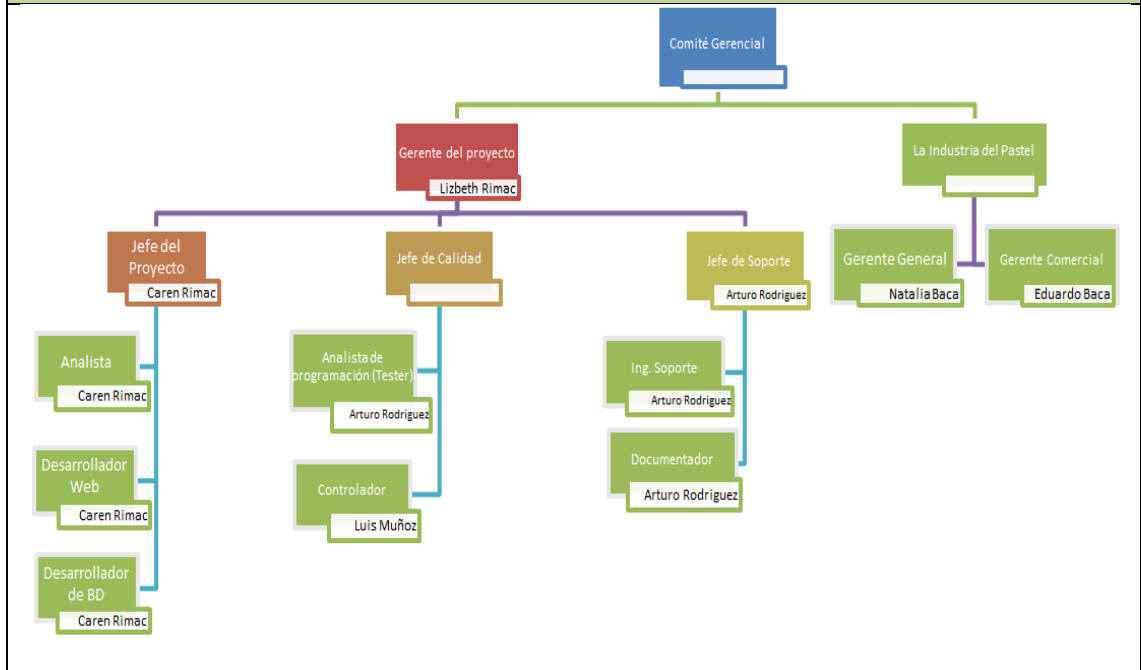 Comité Gerencial
Gerente del proyecto
Lizbeth Rimac
La Industria del Pastel
Jefe del
Proyecto
Caren Rimac
Jefe de Calidad
Jefe de Soporte
Arturo Rodriguez
Gerente General
Natalia Baca
Gerente Comercial
Eduardo Baca
Analista
Caren Rimac
Desarrollador
Web
Caren Rimac
Desarrollador
de BD
Caren Rimac
Analista de
programación (Tester)
Arturo Rodriguez
Controlador
Luis Muñoz
Ing. Soporte
Arturo Rodriguez
Documentador
Arturo Rodriguez